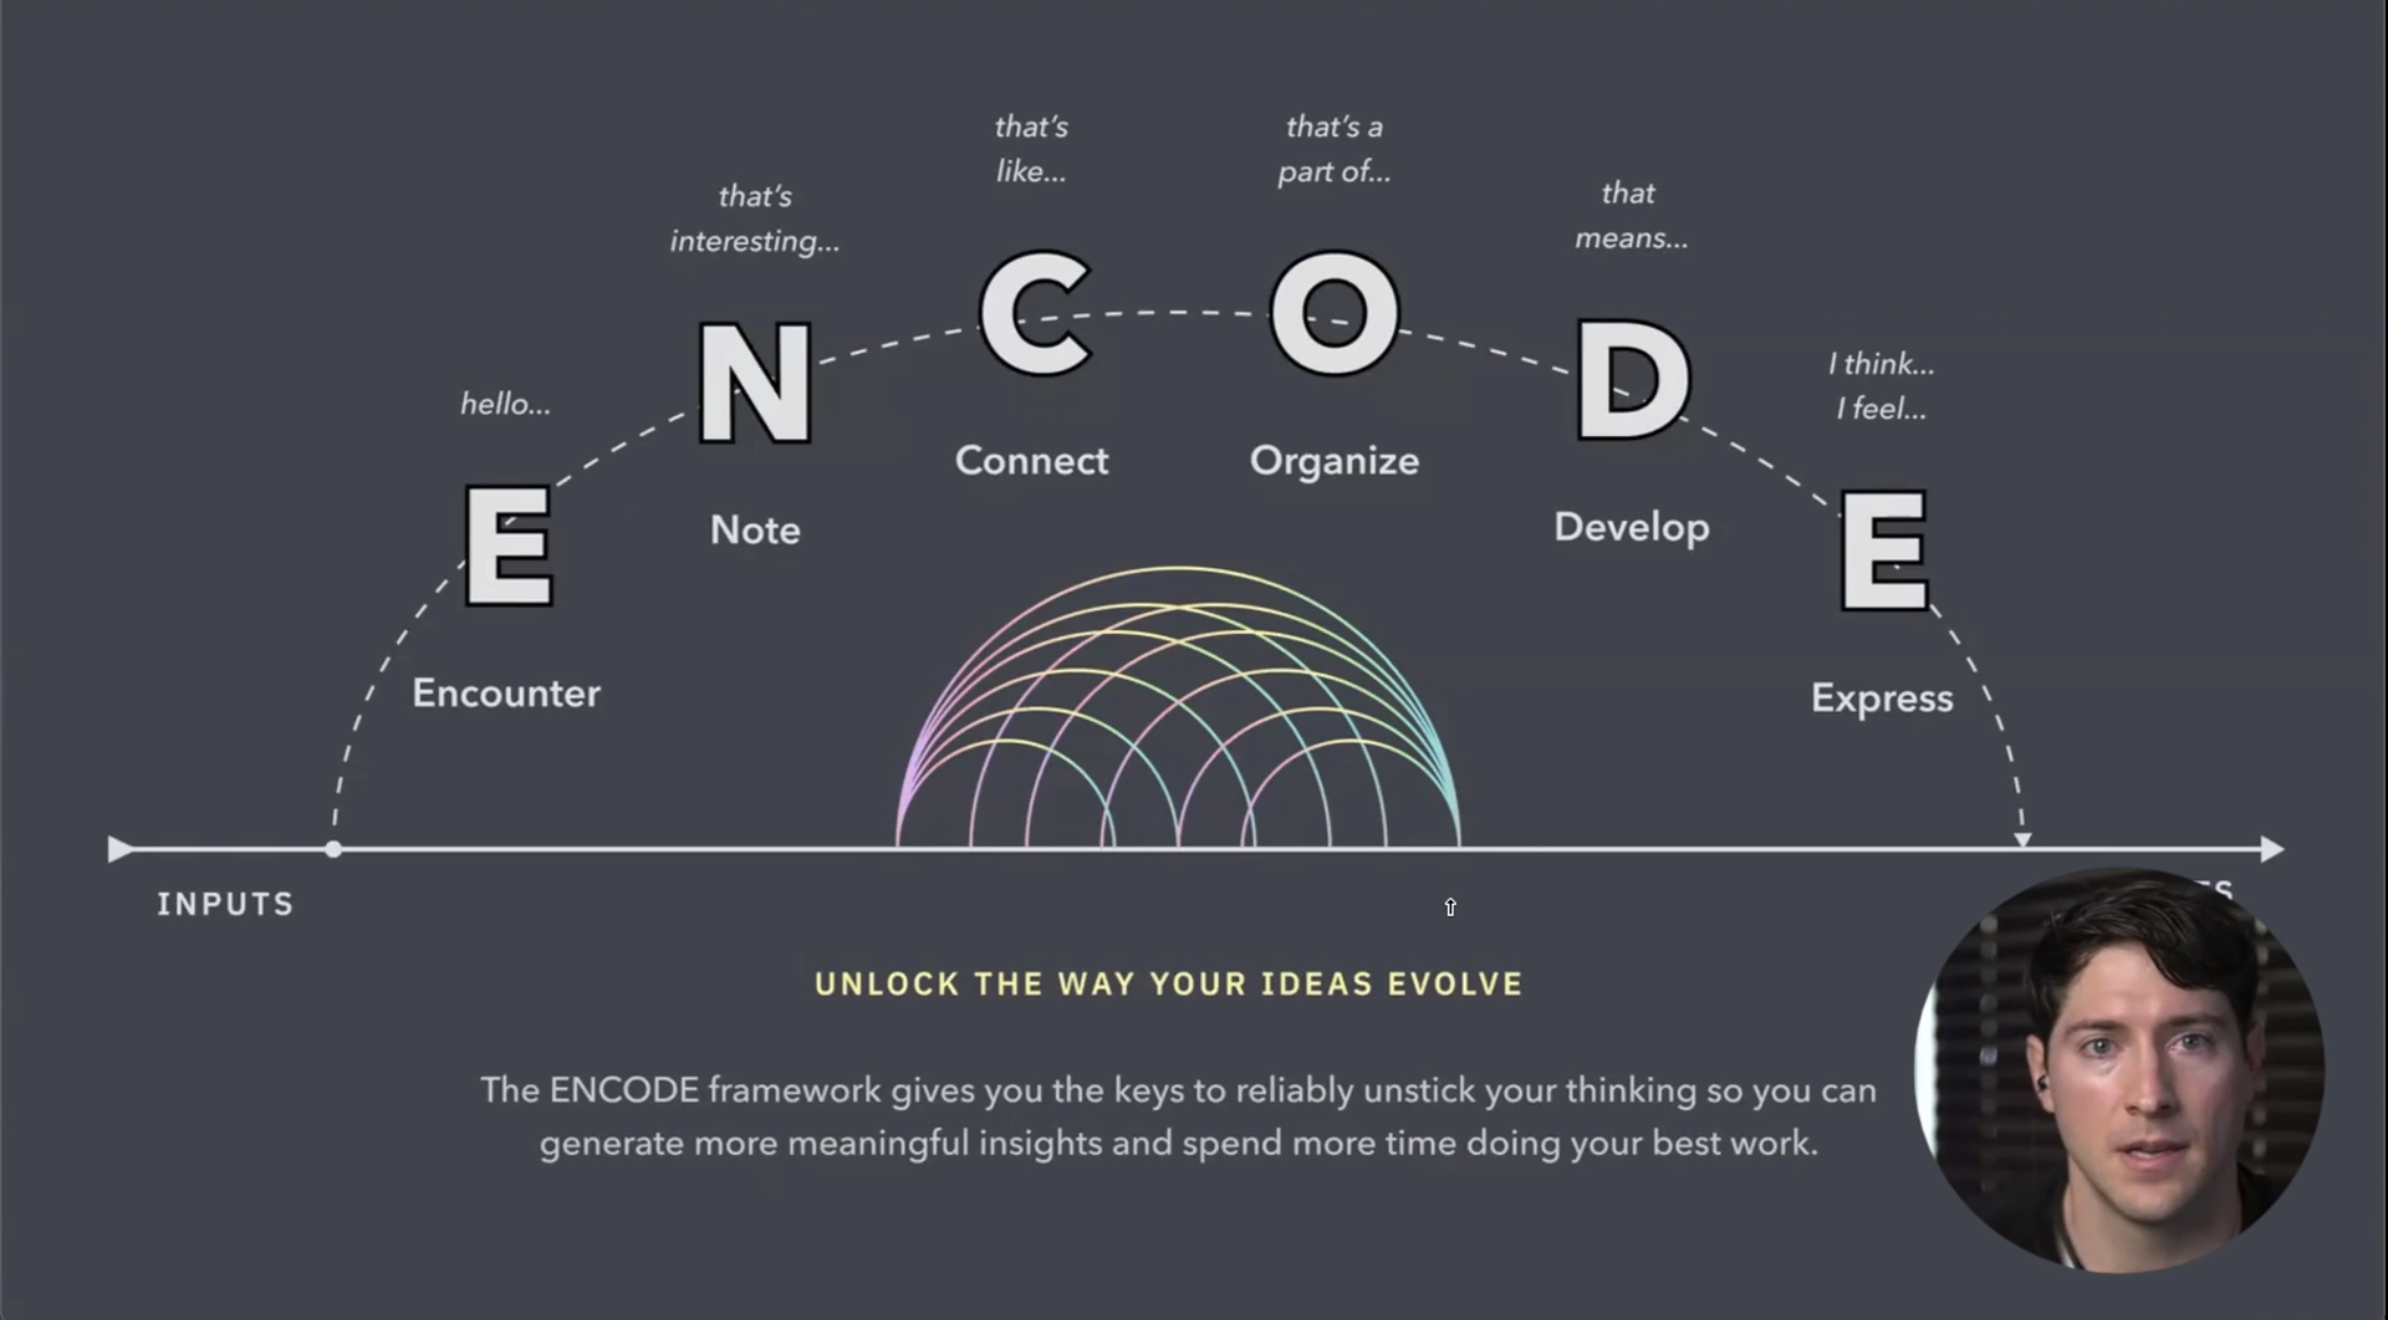 that's
like...
that's a
part of...
that's
interesting...
that
means...
hello...
I think...
I feel...
E
N
C
O
D
E
Encounter
Note
Connect
Organize
Develop
Express
INPUTS
UNLOCK THE WAY YOUR IDEAS EVOLVE
The ENCODE framework gives you the keys to reliably unstick your thinking so you can
generate more meaningful insights and spend more time doing your best work.